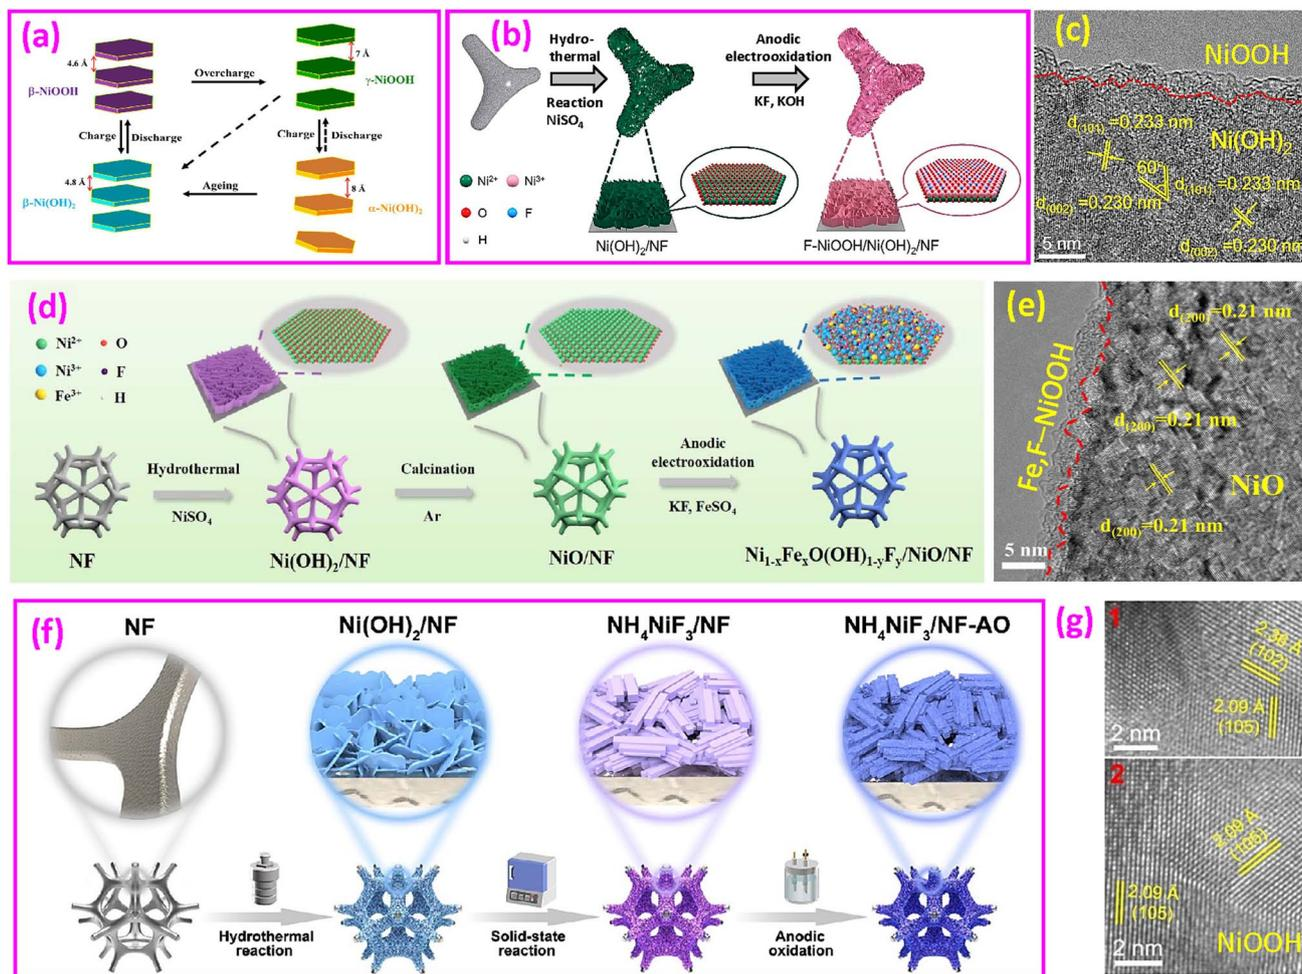 (a)
4.6 Å
β-NiOOH
Overcharge
7 Å
γ-NiOOH
Charge
Discharge
Charge
Discharge
4.8 Å
β-Ni(OH)2
Ageing
8 Å
α-Ni(OH)2
(b)
Hydro-
thermal
Reaction
NiSO4
Anodic
electrooxidation
KF, KOH
Ni2+
Ni3+
O
F
H
Ni(OH)2/NF
F-NiOOH/Ni(OH)2/NF
(c)
NiOOH
d(101)=0.233 nm
Ni(OH)2
60°
d(101)=0.233 nm
d(002)=0.230 nm
d(002)=0.230 nm
5 nm
(d)
Ni2+
O
Ni3+
F
Fe3+
H
NF
Hydrothermal
NiSO4
Ni(OH)2/NF
Calcination
Ar
NiO/NF
Anodic
electrooxidation
KF, FeSO4
Ni1-xFexO(OH)1-yFy/NiO/NF
(e)
Fe,F–NiOOH
d(200)=0.21 nm
d(200)=0.21 nm
NiO
d(200)=0.21 nm
5 nm
(f)
NF
Ni(OH)2/NF
NH4NiF3/NF
NH4NiF3/NF-AO
Hydrothermal
reaction
Solid-state
reaction
Anodic
oxidation
(g)
1
2.38 Å
(102)
2.09 Å
(105)
2 nm
2
2.09 Å
(105)
2.09 Å
(105)
2 nm
NiOOH